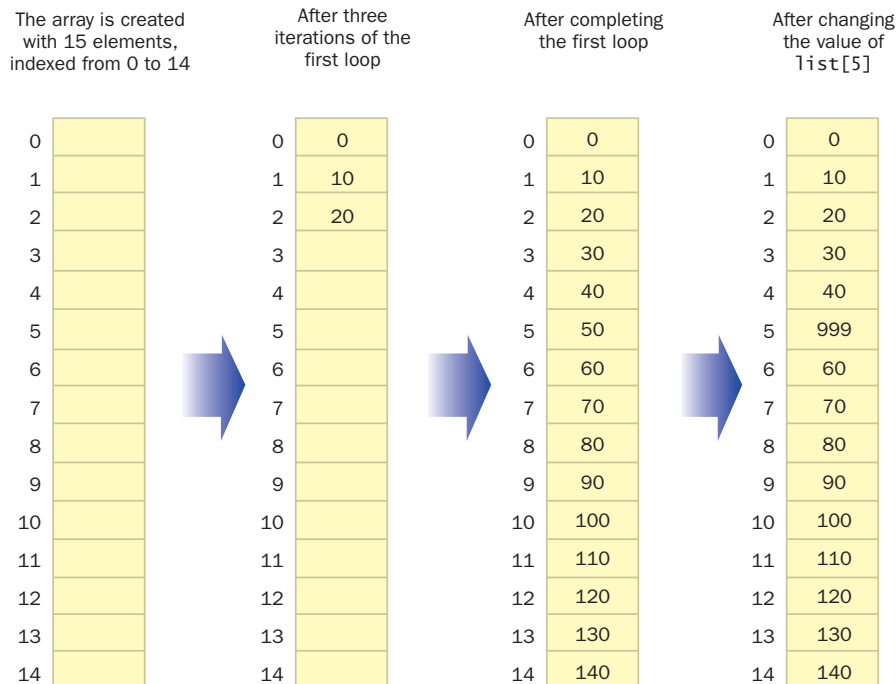 The array is created
with 15 elements,
indexed from 0 to 14
After three
iterations of the
first loop
After completing
the first loop
After changing
the value of
list[5]
0 0 0 0 0 0 0
1 1 10 1 10 1 10
2 2 20 2 20 2 20
3 3 3 30 3 30
4 4 4 40 4 40
5 5 5 50 5 999
6 6 6 60 6 60
7 7 7 70 7 70
8 8 8 80 8 80
9 9 9 90 9 90
10 10 10 100 10 100
11 11 11 110 11 110
12 12 12 120 12 120
13 13 13 130 13 130
14 14 14 140 14 140